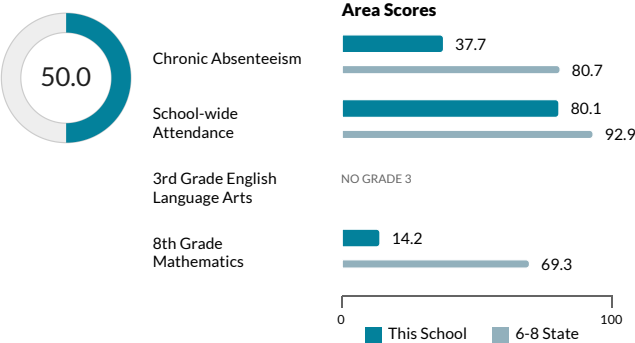 Area Scores
50.0
Chronic Absenteeism
37.7
80.7
School-wide
Attendance
80.1
92.9
3rd Grade English
Language Arts
NO GRADE 3
8th Grade
Mathematics
14.2
69.3
0
100
This School
6-8 State